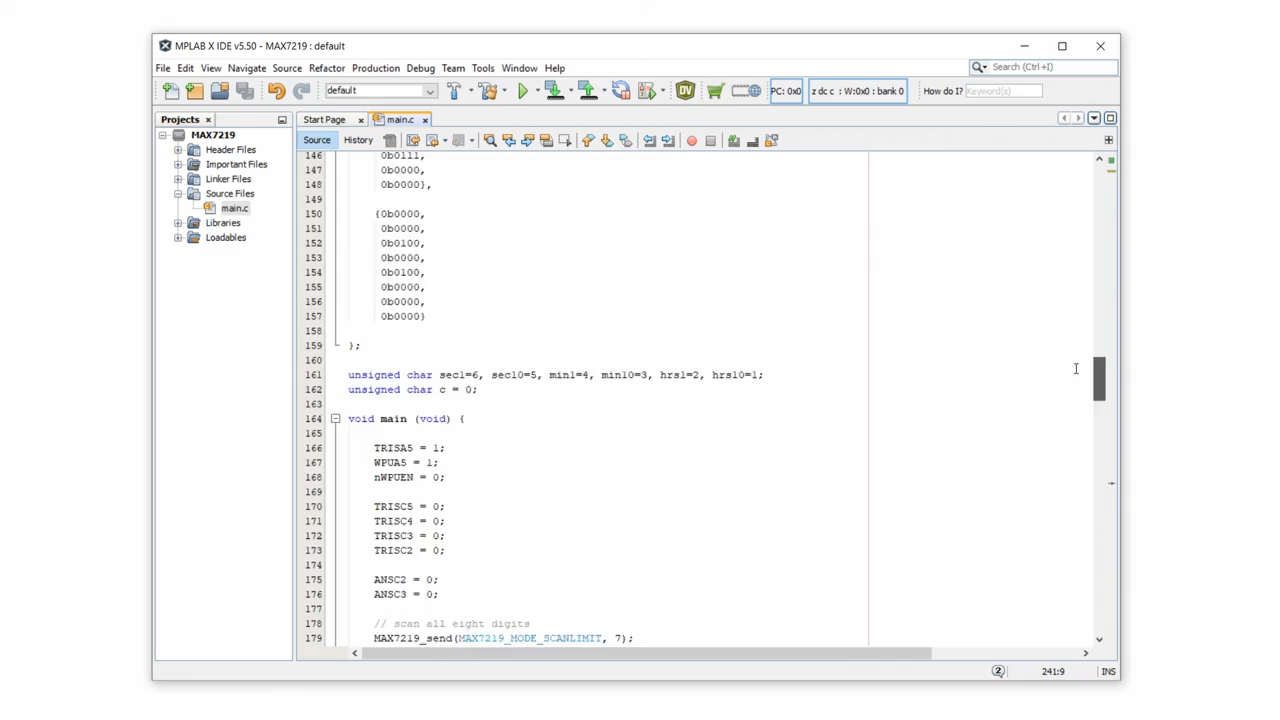 MPLAB X IDE v5.50 - MAX7219 : default
File Edit View Navigate Source Refactor Production Debug Team Tools Window Help
Search (Ctrl +I)
default
PC: 0x0
z dc c : W:0x0 : bank 0
How do I? Keyword(s)
Projects
Start Page
main.c
MAX7219
Header Files
Important Files
Linker Files
Source Files
main.c
Libraries
Loadables
Source History
146 0b0111,
147 0b0000,
148 0b0000},
149
150 {0b0000,
151 0b0000,
152 0b0100,
153 0b0000,
154 0b0100,
155 0b0000,
156 0b0000,
157 0b0000}
158
159 };
160
161 unsigned char sec1=6, sec10=5, min1=4, min10=3, hrs1=2, hrs10=1;
162 unsigned char c = 0;
163
164 void main (void) {
165
166 TRISA5 = 1;
167 WPUA5 = 1;
168 nWPUEN = 0;
169
170 TRISC5 = 0;
171 TRISC4 = 0;
172 TRISC3 = 0;
173 TRISC2 = 0;
174
175 ANSC2 = 0;
176 ANSC3 = 0;
177
178 // scan all eight digits
179 MAX7219_send(MAX7219_MODE_SCANLIMIT, 7);
2
241:9
INS